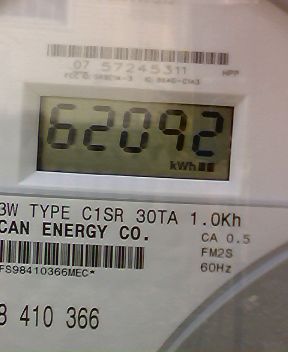 07 57245311
62092
kWh
3W TYPE C1SR 30TA 1.0Kh
CAN ENERGY CO.
CA 0.5
FM2S
60Hz
FS98410366MEC*
8 410 366